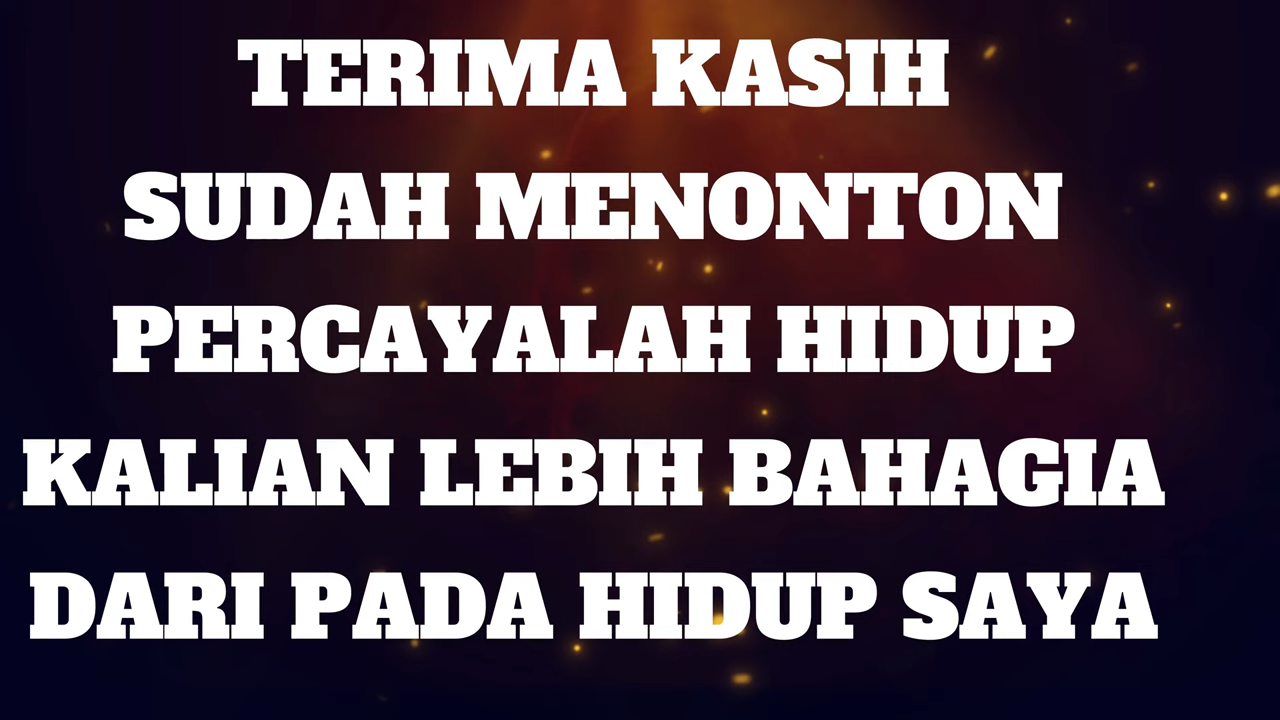 TERIMA KASIH
SUDAH MENONTON
PERCAYALAH HIDUP
KALIAN LEBIH BAHAGIA
DARI PADA HIDUP SAYA